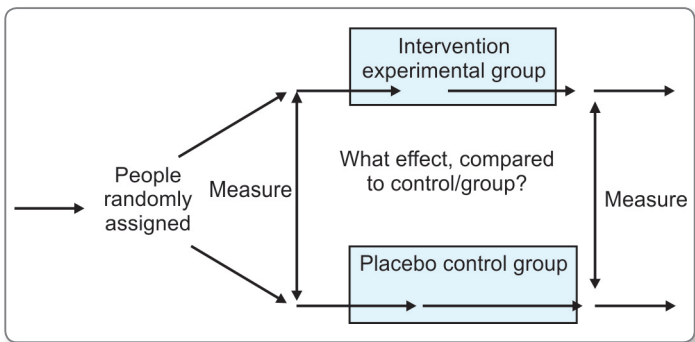 Intervention
experimental group
What effect, compared
to control/group?
People
randomly
assigned
Measure
Measure
Placebo control group